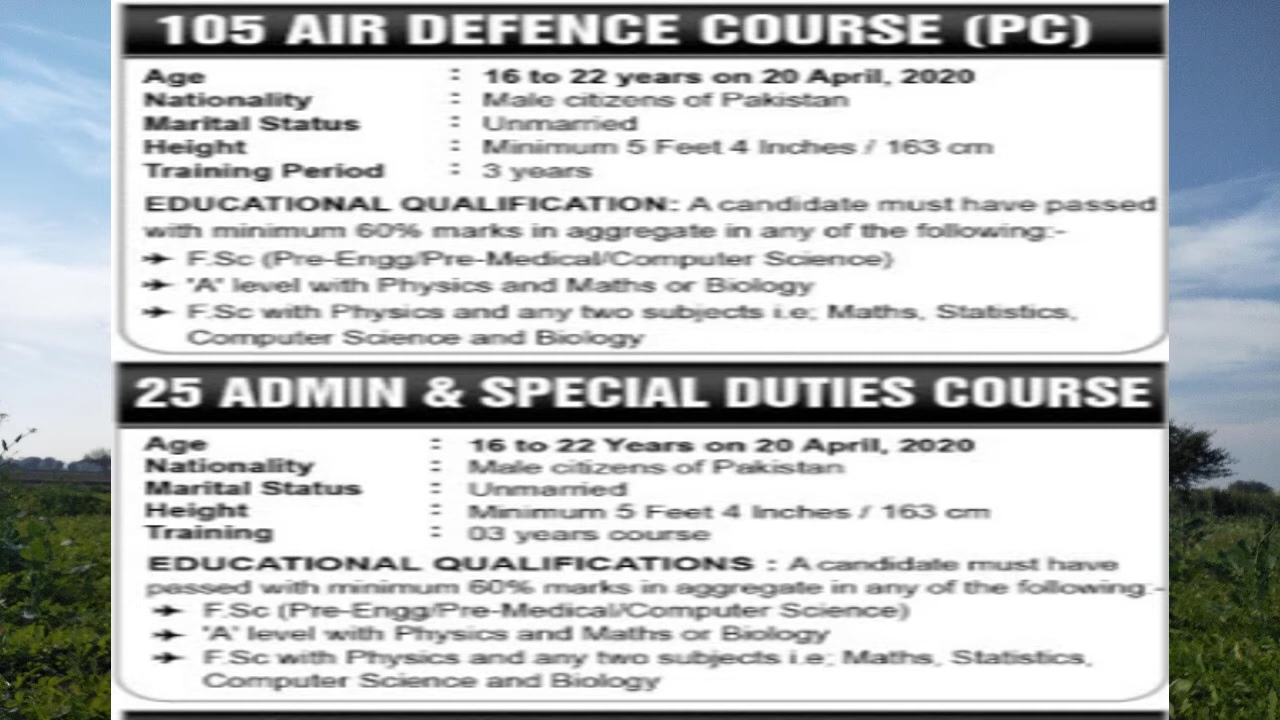 105 AIR DEFENCE COURSE (PC)
Age : 16 to 22 years on 20 April, 2020
Nationality : Male citizens of Pakistan
Marital Status : Unmarried
Height : Minimum 5 Feet 4 Inches / 163 cm
Training Period : 3 years
EDUCATIONAL QUALIFICATION: A candidate must have passed
with minimum 60% marks in aggregate in any of the following:-
➔ F.Sc (Pre-Engg/Pre-Medical/Computer Science)
➔ 'A' level with Physics and Maths or Biology
➔ F.Sc with Physics and any two subjects i.e; Maths, Statistics,
Computer Science and Biology
25 ADMIN & SPECIAL DUTIES COURSE
Age : 16 to 22 Years on 20 April, 2020
Nationality : Male citizens of Pakistan
Marital Status : Unmarried
Height : Minimum 5 Feet 4 Inches / 163 cm
Training : 03 years course
EDUCATIONAL QUALIFICATIONS : A candidate must have
passed with minimum 60% marks in aggregate in any of the following:-
➔ F.Sc (Pre-Engg/Pre-Medical/Computer Science)
➔ 'A' level with Physics and Maths or Biology
➔ F.Sc with Physics and any two subjects i.e; Maths, Statistics,
Computer Science and Biology